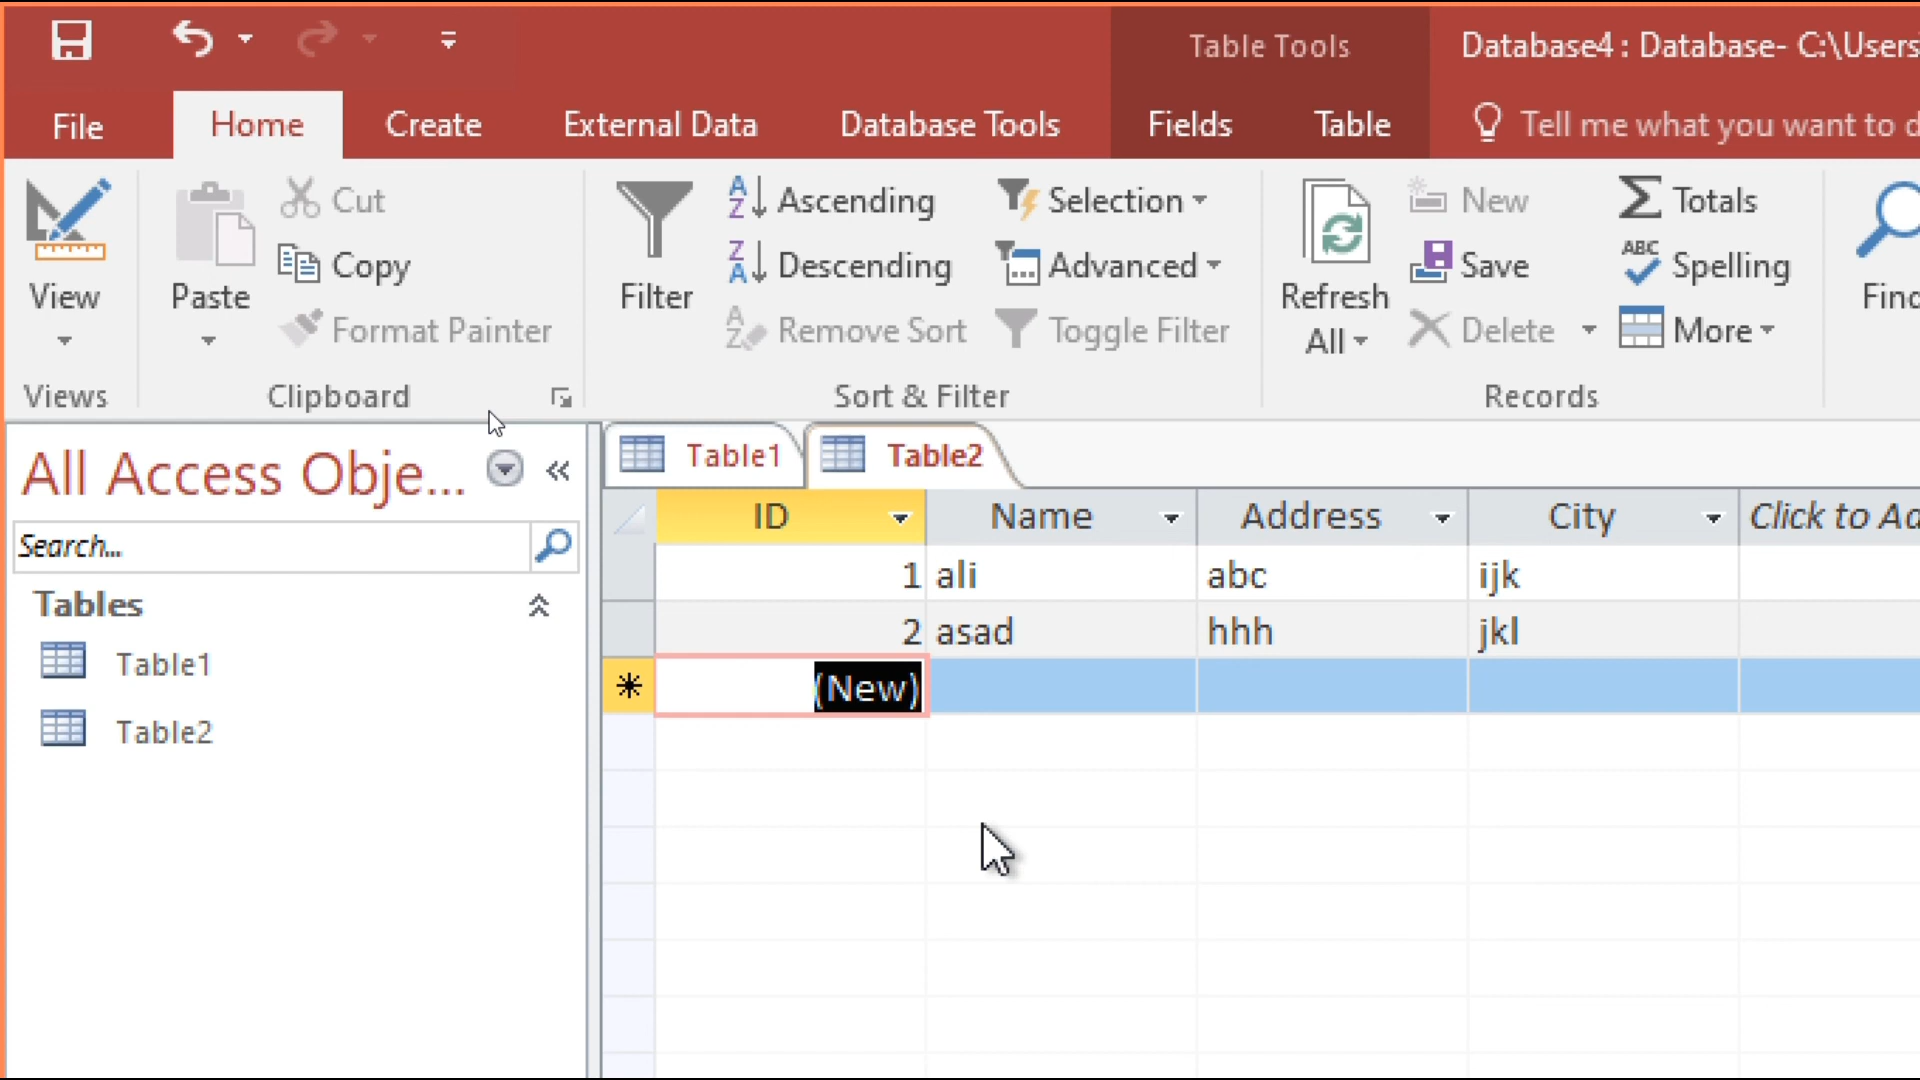 Table Tools
Database4 : Database- C:\Users
File
Home
Create
External Data
Database Tools
Fields
Table
Tell me what you want to d
View
Paste
Cut
Copy
Format Painter
Filter
Ascending
Descending
Remove Sort
Selection
Advanced
Toggle Filter
Refresh
All
New
Save
Delete
Totals
ABC
Spelling
More
Find
Views
Clipboard
Sort & Filter
Records
All Access Obje...
Search...
Tables
Table1
Table2
Table1
Table2
ID Name Address City Click to Ad
1 ali abc ijk
2 asad hhh jkl
(New)